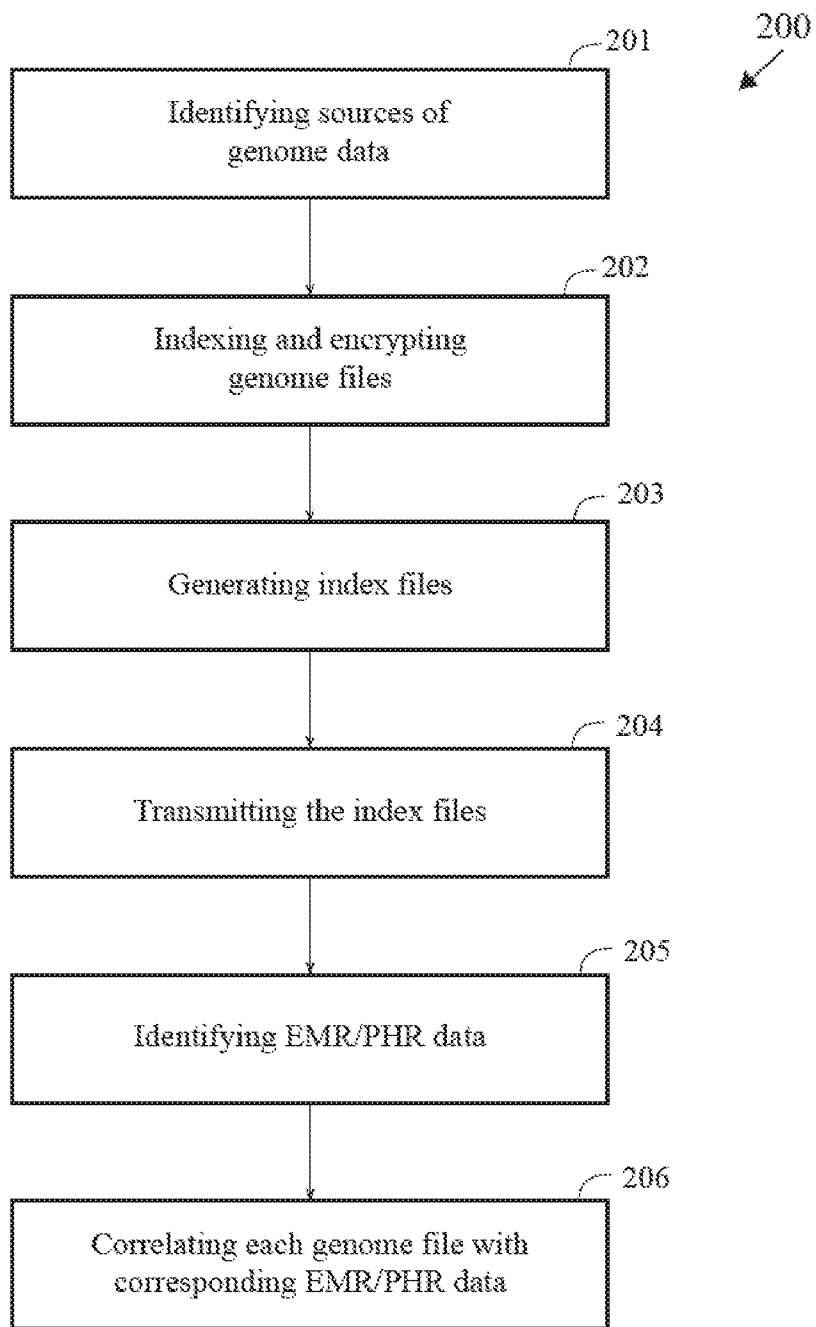 200
201
Identifying sources of
genome data
202
Indexing and encrypting
genome files
203
Generating index files
204
Transmitting the index files
205
Identifying EMR/PHR data
206
Correlating each genome file with
corresponding EMR/PHR data